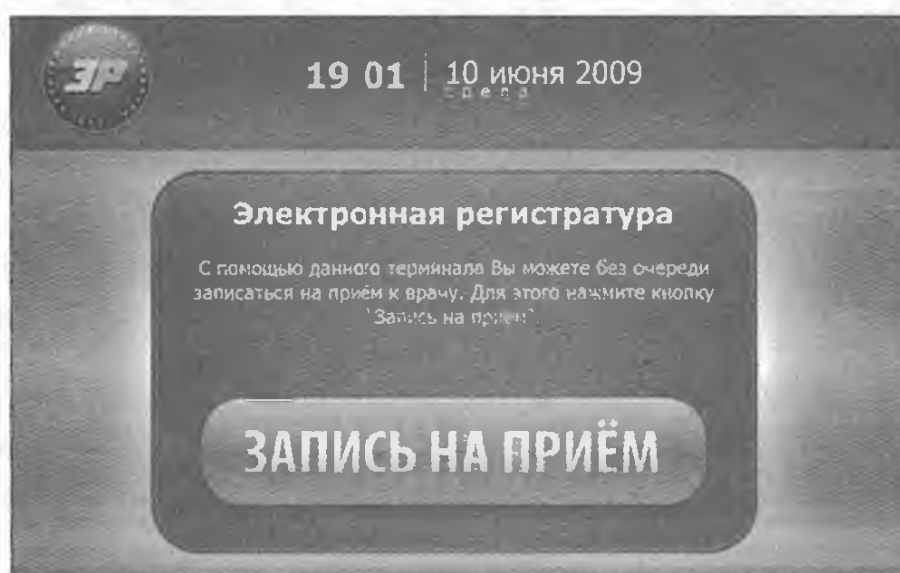 ЭР
19 01 | 10 июня 2009
среда
Электронная регистратура
С помощью данного терминала Вы можете без очереди
записаться на приём к врачу. Для этого нажмите кнопку
"Запись на прием".
ЗАПИСЬ НА ПРИЁМ